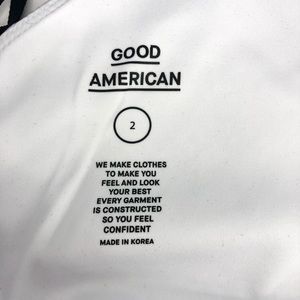 GOOD
AMERICAN
2
WE MAKE CLOTHES
TO MAKE YOU
FEEL AND LOOK
YOUR BEST
EVERY GARMENT
IS CONSTRUCTED
SO YOU FEEL
CONFIDENT
MADE IN KOREA